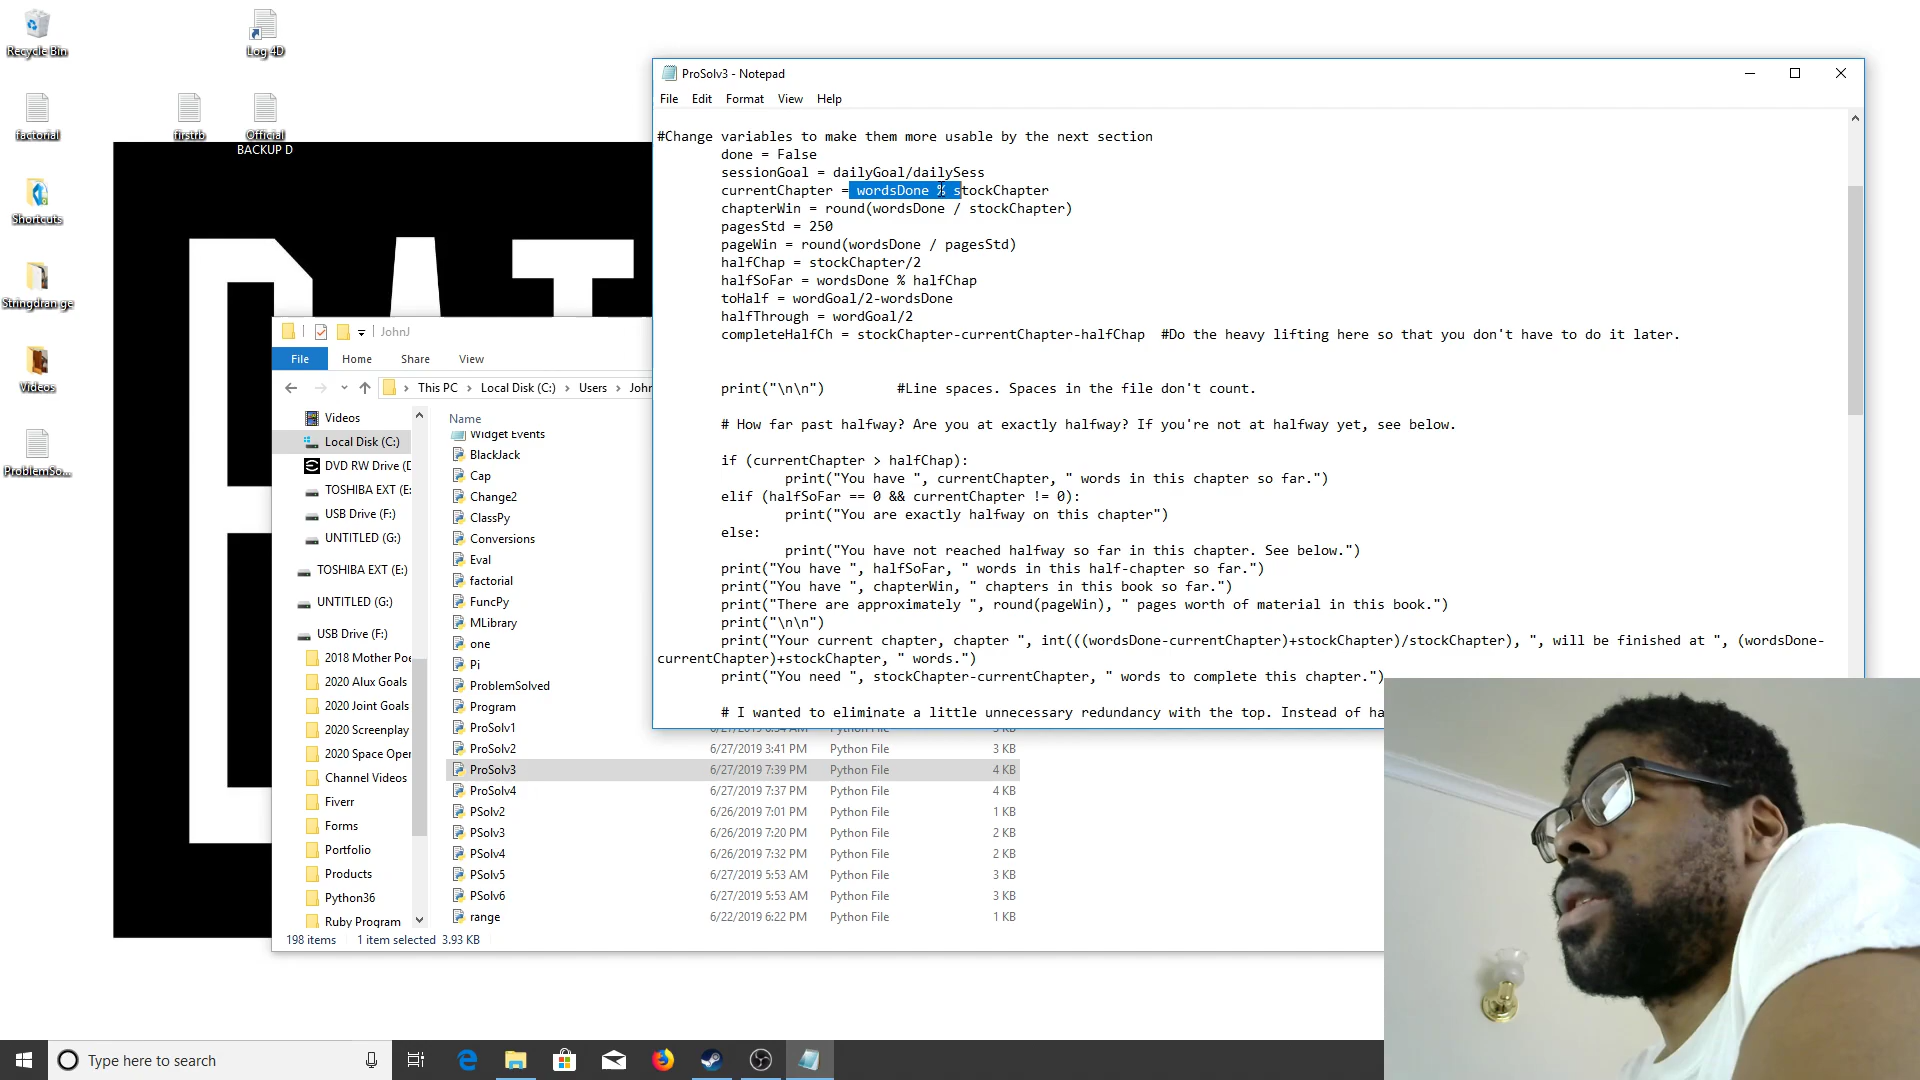 Recycle Bin
Log 4D
factorial
firstrb
Official
BACKUP D
Shortcuts
Stringdran ge
Videos
ProblemSo...
ProSolv3 - Notepad
File Edit Format View Help
#Change variables to make them more usable by the next section
done = False
sessionGoal = dailyGoal/dailySess
currentChapter = wordsDone % stockChapter
chapterWin = round(wordsDone / stockChapter)
pagesStd = 250
pageWin = round(wordsDone / pagesStd)
halfChap = stockChapter/2
halfSoFar = wordsDone % halfChap
toHalf = wordGoal/2-wordsDone
halfThrough = wordGoal/2
completeHalfCh = stockChapter-currentChapter-halfChap #Do the heavy lifting here so that you don't have to do it later.
print("\n\n") #Line spaces. Spaces in the file don't count.
# How far past halfway? Are you at exactly halfway? If you're not at halfway yet, see below.
if (currentChapter > halfChap):
print("You have ", currentChapter, " words in this chapter so far.")
elif (halfSoFar == 0 && currentChapter != 0):
print("You are exactly halfway on this chapter")
else:
print("You have not reached halfway so far in this chapter. See below.")
print("You have ", halfSoFar, " words in this half-chapter so far.")
print("You have ", chapterWin, " chapters in this book so far.")
print("There are approximately ", round(pageWin), " pages worth of material in this book.")
print("\n\n")
print("Your current chapter, chapter ", int(((wordsDone-currentChapter)+stockChapter)/stockChapter), ", will be finished at ", (wordsDone-
currentChapter)+stockChapter, " words.")
print("You need ", stockChapter-currentChapter, " words to complete this chapter.")
# I wanted to eliminate a little unnecessary redundancy with the top. Instead of ha
JohnJ
File Home Share View
This PC > Local Disk (C:) > Users > John
Videos
Local Disk (C:)
DVD RW Drive (D
TOSHIBA EXT (E:
USB Drive (F:)
UNTITLED (G:)
TOSHIBA EXT (E:)
UNTITLED (G:)
USB Drive (F:)
2018 Mother Poe
2020 Alux Goals
2020 Joint Goals
2020 Screenplay
2020 Space Oper
Channel Videos
Fiverr
Forms
Portfolio
Products
Python36
Ruby Program
Name
Widget Events
BlackJack
Cap
Change2
ClassPy
Conversions
Eval
factorial
FuncPy
MLibrary
one
Pi
ProblemSolved
Program
ProSolv1
ProSolv2 6/27/2019 3:41 PM Python File 3 KB
ProSolv3 6/27/2019 7:39 PM Python File 4 KB
ProSolv4 6/27/2019 7:37 PM Python File 4 KB
PSolv2 6/26/2019 7:01 PM Python File 1 KB
PSolv3 6/26/2019 7:20 PM Python File 2 KB
PSolv4 6/26/2019 7:32 PM Python File 2 KB
PSolv5 6/27/2019 5:53 AM Python File 3 KB
PSolv6 6/27/2019 5:53 AM Python File 3 KB
range 6/22/2019 6:22 PM Python File 1 KB
198 items 1 item selected 3.93 KB
Type here to search